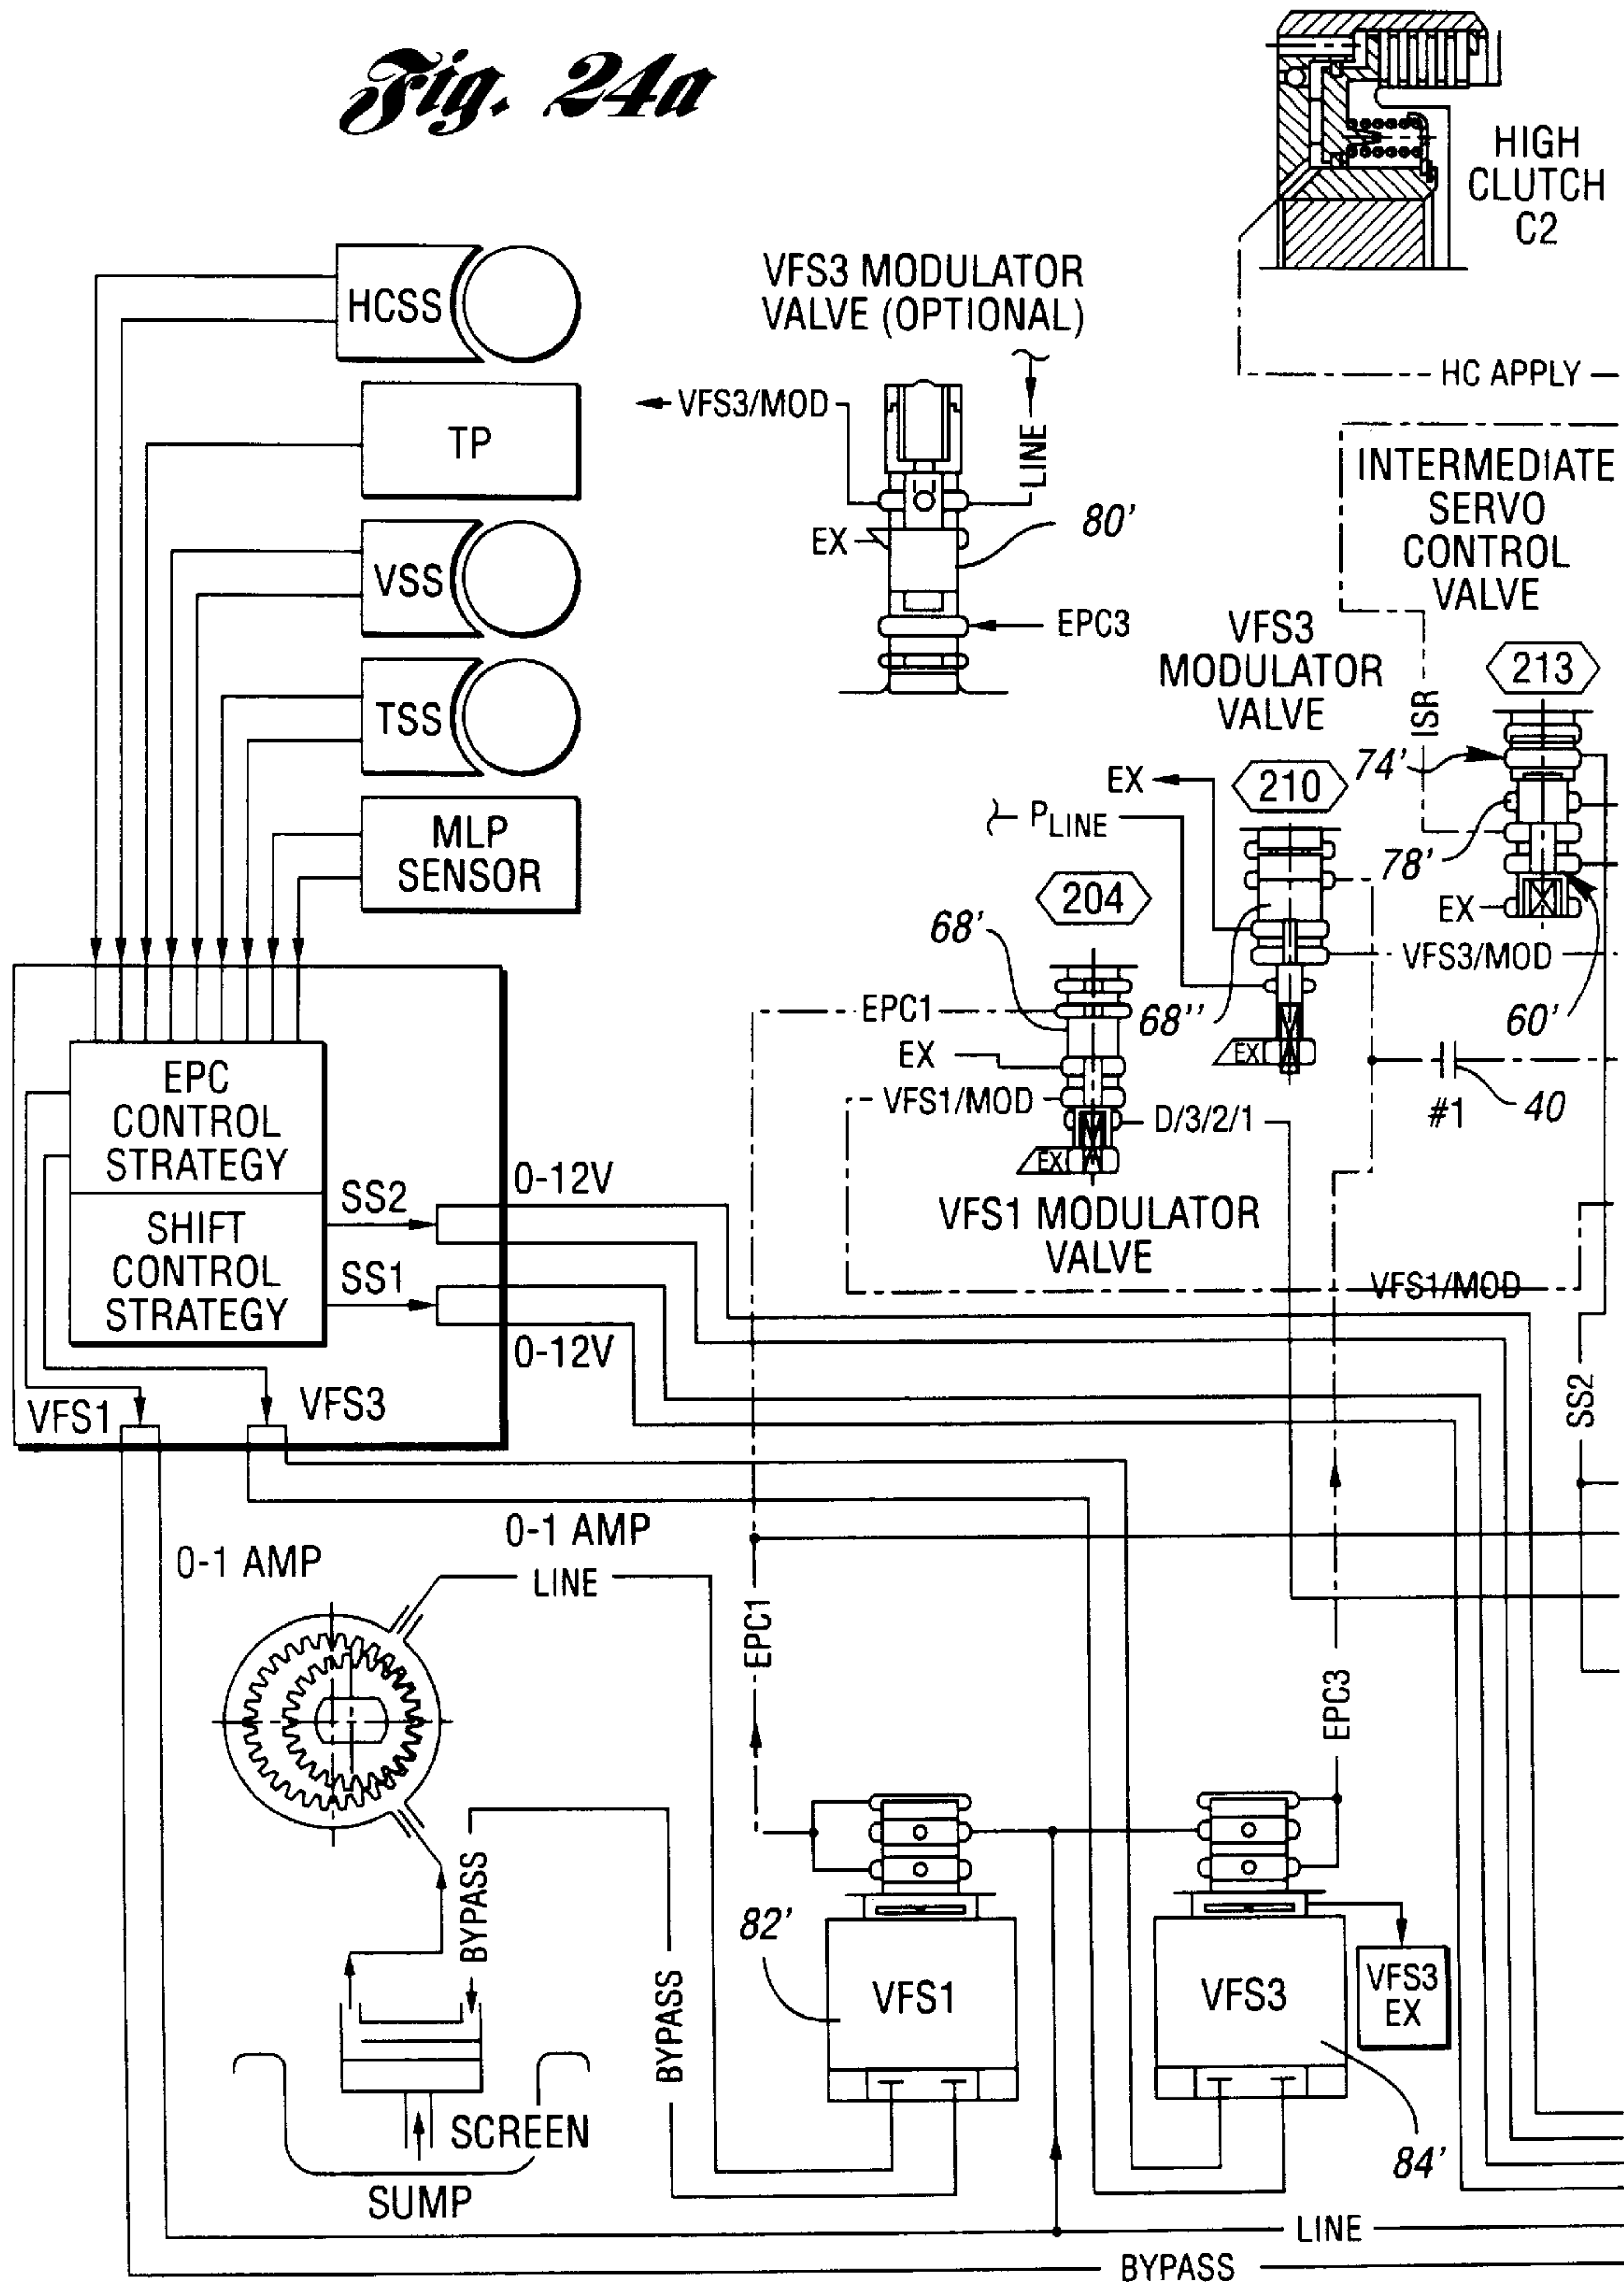 Fig. 24a
HIGH
CLUTCH
C2
HC APPLY
HCSS
TP
VSS
TSS
MLP
SENSOR
VFS3 MODULATOR
VALVE (OPTIONAL)
VFS3/MOD
LINE
EX
80'
EPC3
INTERMEDIATE
SERVO
CONTROL
VALVE
213
ISR
74'
78'
EX
60'
VFS3
MODULATOR
VALVE
210
EX
PLINE
68''
EX
VFS3/MOD
#1
40
204
68'
EPC1
EX
VFS1/MOD
D/3/2/1
EX
VFS1 MODULATOR
VALVE
VFS1/MOD
EPC
CONTROL
STRATEGY
SHIFT
CONTROL
STRATEGY
SS2
SS1
0-12V
0-12V
VFS1
VFS3
SS2
0-1 AMP
0-1 AMP
LINE
EPC1
EPC3
BYPASS
BYPASS
SCREEN
SUMP
82'
VFS1
VFS3
VFS3
EX
84'
LINE
BYPASS